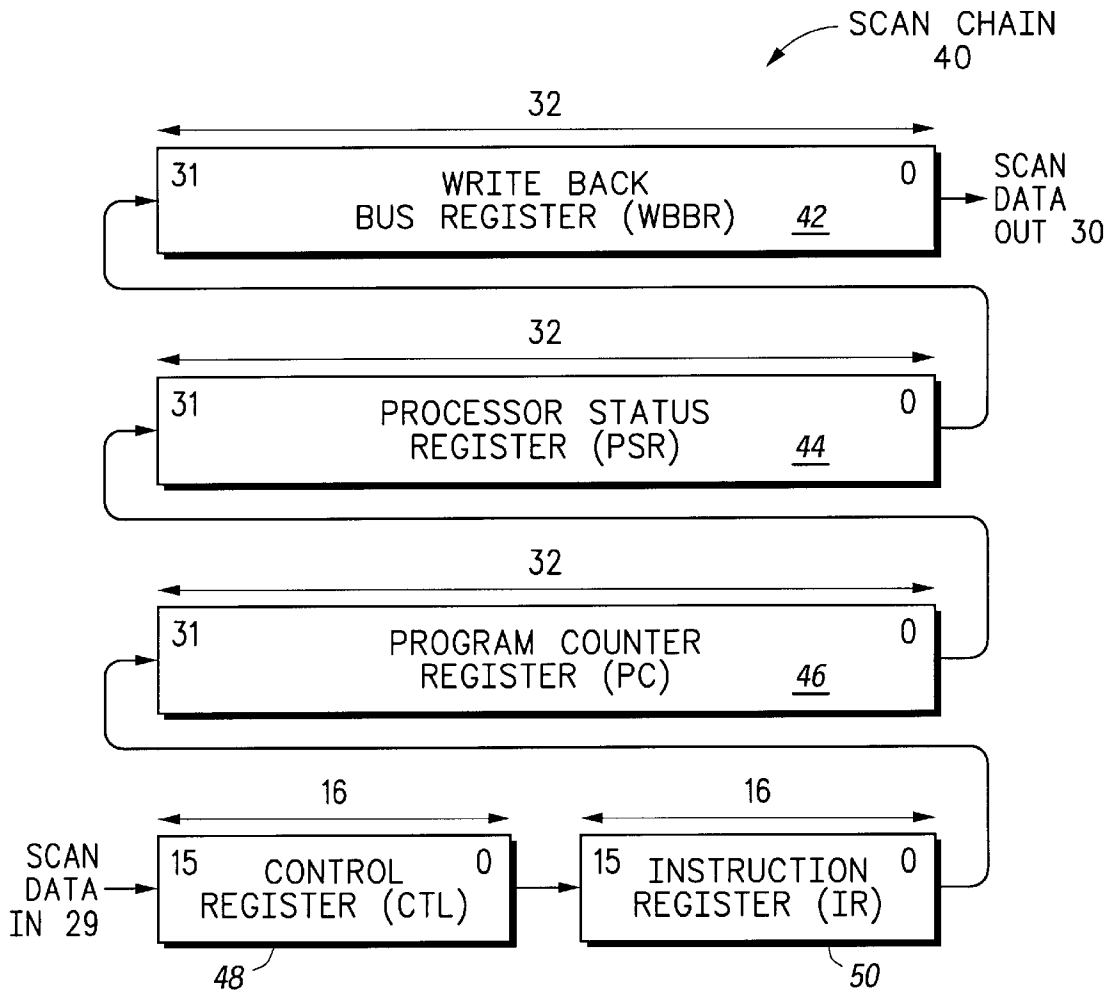 SCAN CHAIN
40
32
31
0
WRITE BACK
BUS REGISTER (WBBR)
42
SCAN
DATA
OUT 30
32
31
0
PROCESSOR STATUS
REGISTER (PSR)
44
32
31
0
PROGRAM COUNTER
REGISTER (PC)
46
16
16
SCAN
DATA
IN 29
15
0
CONTROL
REGISTER (CTL)
15
0
INSTRUCTION
REGISTER (IR)
48
50